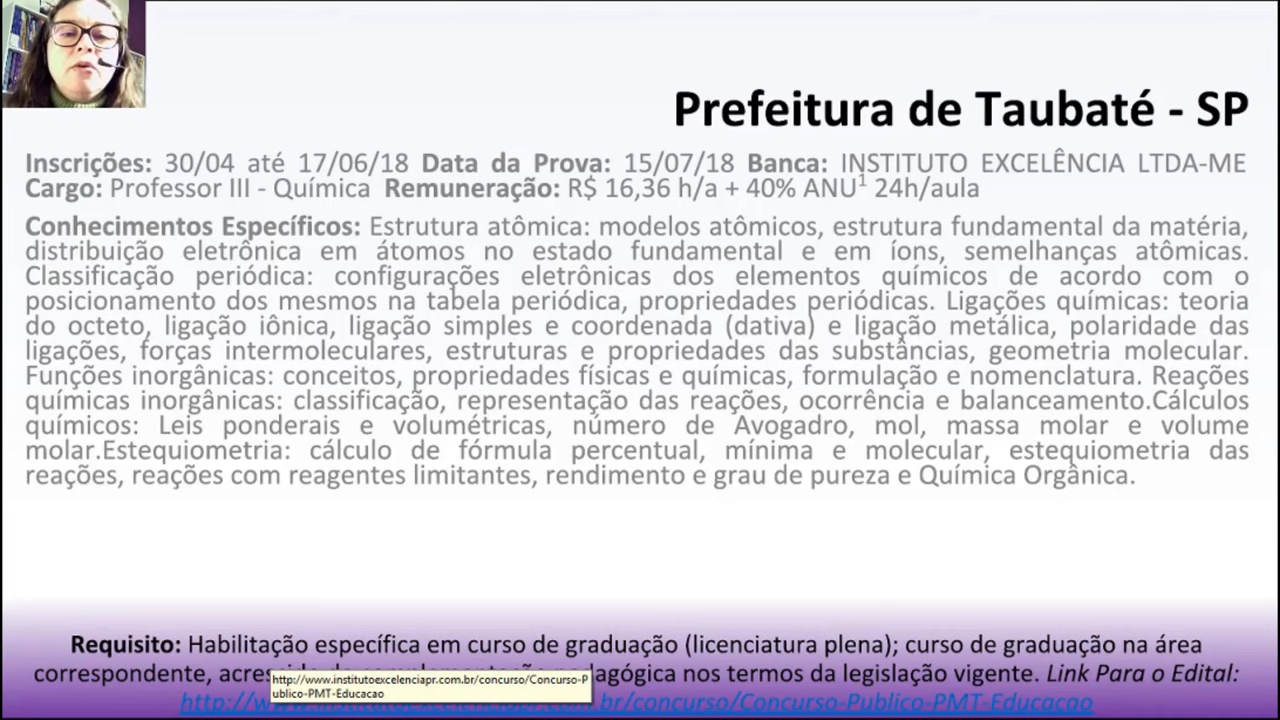 Prefeitura de Taubaté - SP
Inscrições: 30/04 até 17/06/18 Data da Prova: 15/07/18 Banca: INSTITUTO EXCELÊNCIA LTDA-ME
Cargo: Professor III - Química Remuneração: R$ 16,36 h/a + 40% ANU¹ 24h/aula
Conhecimentos Específicos: Estrutura atômica: modelos atômicos, estrutura fundamental da matéria,
distribuição eletrônica em átomos no estado fundamental e em íons, semelhanças atômicas.
Classificação periódica: configurações eletrônicas dos elementos químicos de acordo com o
posicionamento dos mesmos na tabela periódica, propriedades periódicas. Ligações químicas: teoria
do octeto, ligação iônica, ligação simples e coordenada (dativa) e ligação metálica, polaridade das
ligações, forças intermoleculares, estruturas e propriedades das substâncias, geometria molecular.
Funções inorgânicas: conceitos, propriedades físicas e químicas, formulação e nomenclatura. Reações
químicas inorgânicas: classificação, representação das reações, ocorrência e balanceamento.Cálculos
químicos: Leis ponderais e volumétricas, número de Avogadro, mol, massa molar e volume
molar.Estequiometria: cálculo de fórmula percentual, mínima e molecular, estequiometria das
reações, reações com reagentes limitantes, rendimento e grau de pureza e Química Orgânica.
Requisito: Habilitação específica em curso de graduação (licenciatura plena); curso de graduação na área
correspondente, nos termos da legislação vigente. Link Para o Edital:
http://www.institutoexcelenciapr.com.br/concurso/Concurso-P
ublico-PMT-Educacao
br/concurso/Concurso-Publico-PMT-Educacao